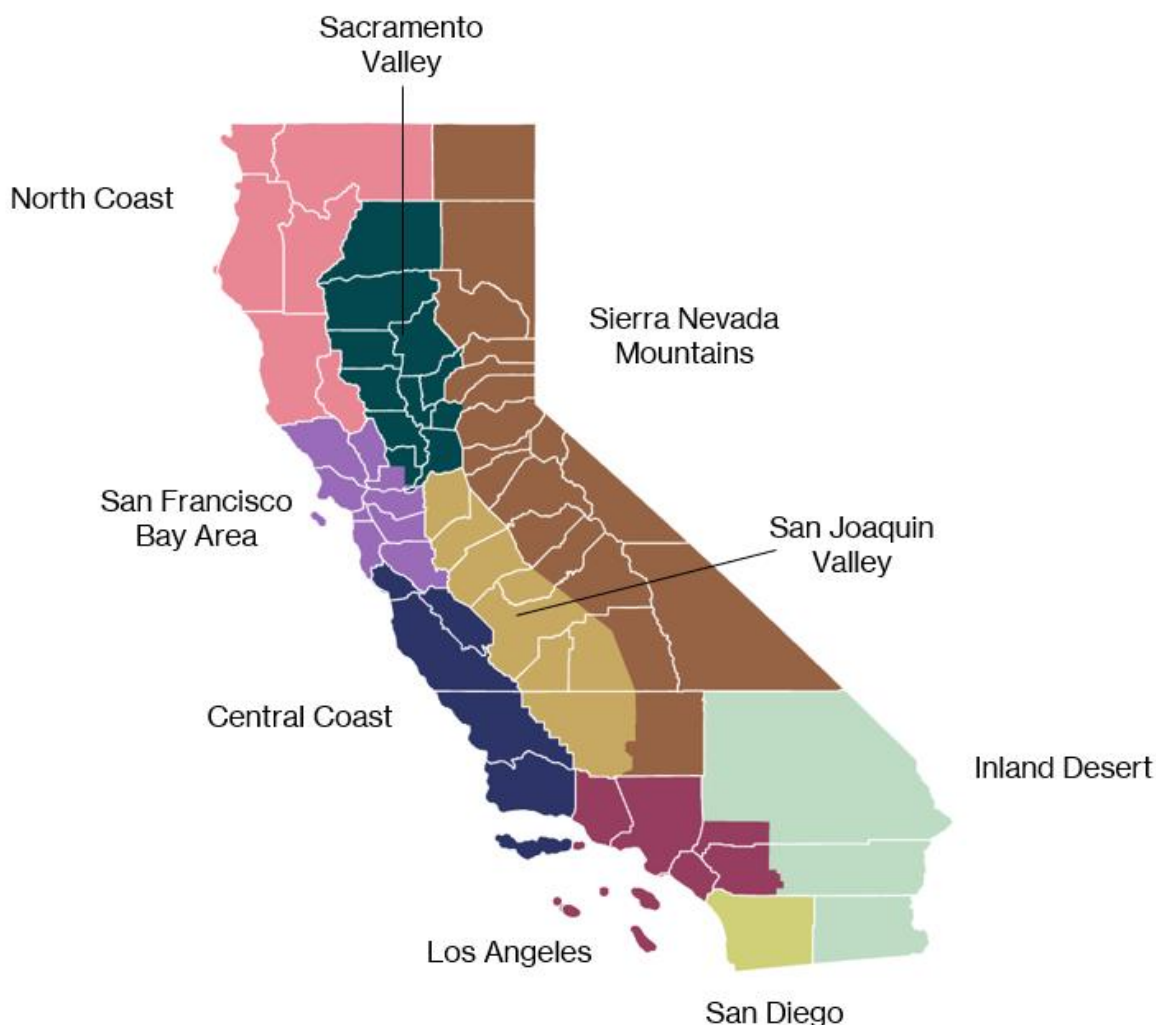 Sacramento
Valley
North Coast
Sierra Nevada
Mountains
San Francisco
Bay Area
San Joaquin
Valley
Central Coast
Inland Desert
Los Angeles
San Diego